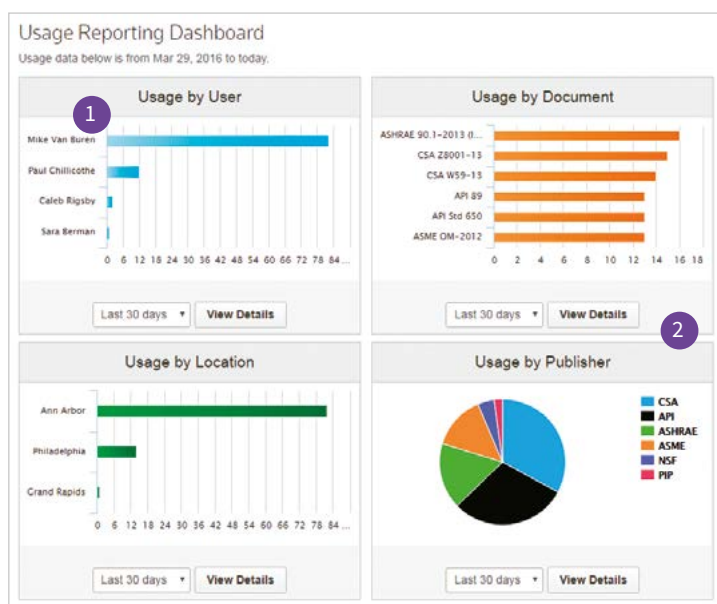 Usage Reporting Dashboard
Usage data below is from Mar 29, 2016 to today.
Usage by User
1
Mike Van Buren
Paul Chillicothe
Caleb Rigsby
Sara Berman
0 6 12 18 24 30 36 42 48 54 60 66 72 78 84 ...
Last 30 days View Details
Usage by Document
ASHRAE 90.1-2013 (I...
CSA Z8001-13
CSA W59-13
API 89
API Std 650
ASME OM-2012
0 2 4 6 8 10 12 14 16 18
Last 30 days View Details
2
Usage by Location
Ann Arbor
Philadelphia
Grand Rapids
0 6 12 18 24 30 36 42 48 54 60 66 72 78 84 ...
Last 30 days View Details
Usage by Publisher
CSA
API
ASHRAE
ASME
NSF
PIP
Last 30 days View Details